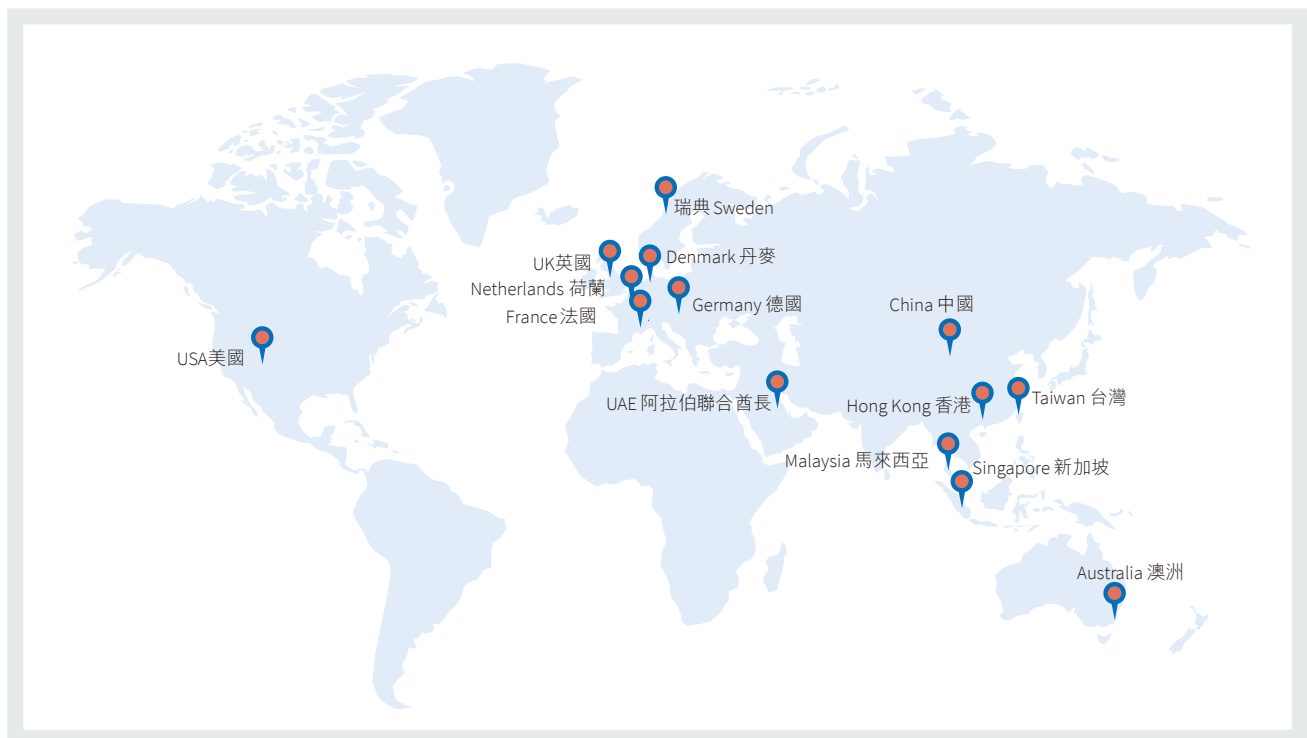 瑞典 Sweden
UK英國
Denmark 丹麥
Netherlands 荷蘭
France 法國
Germany 德國
China 中國
USA美國
UAE 阿拉伯聯合酋長
Hong Kong 香港
Taiwan 台灣
Malaysia 馬來西亞
Singapore 新加坡
Australia 澳洲